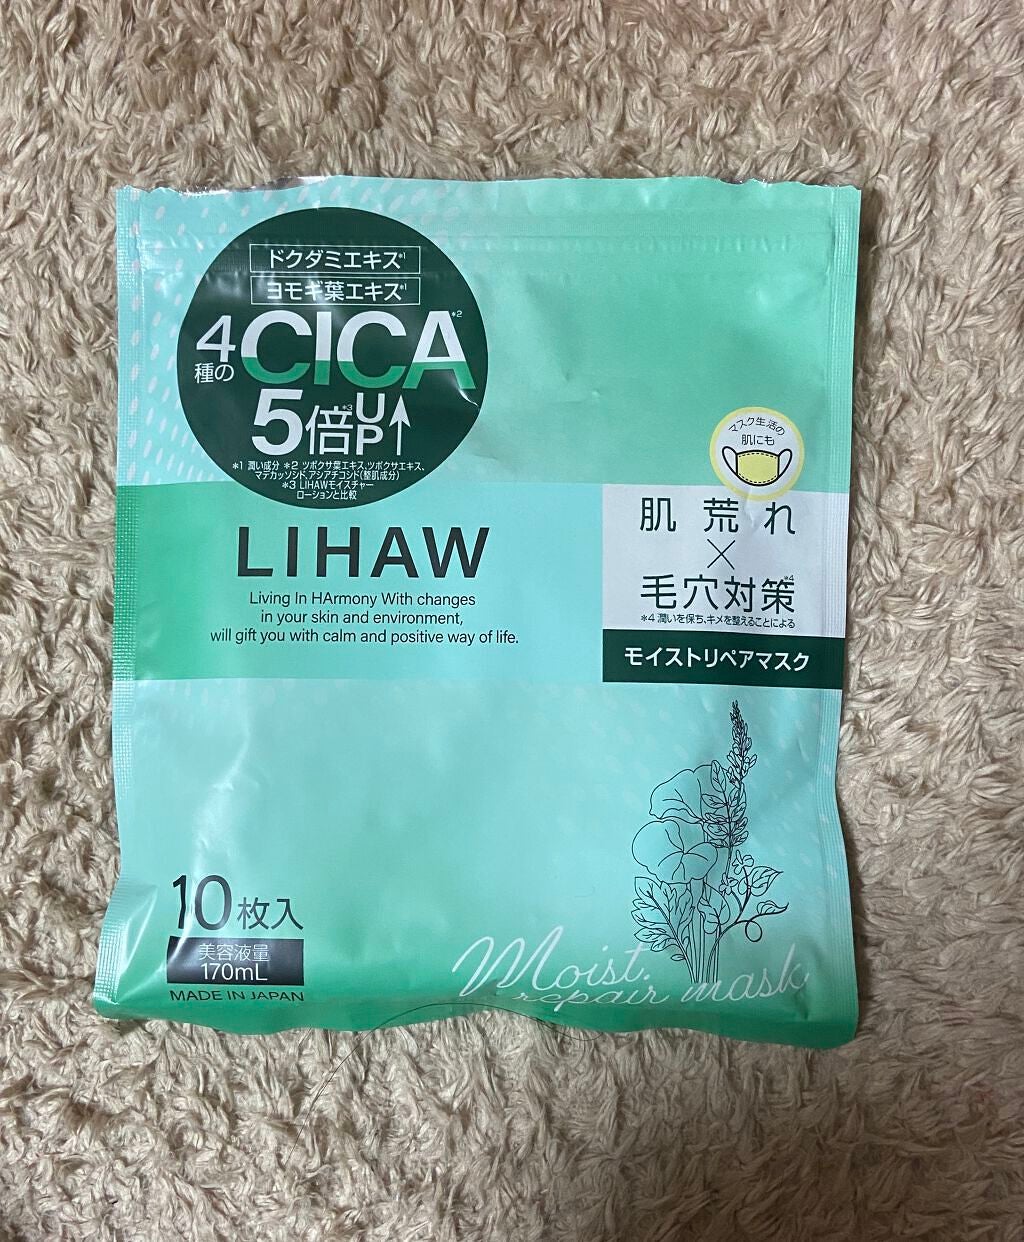 ドクダミエキス*1
ヨモギ葉エキス*1
4種のCICA*2
5倍*3UP↑
*1 潤い成分 *2 ツボクサ葉エキス、ツボクサエキス、
マデカッソシド、アシアチコシド(整肌成分)
*3 LIHAWモイスチャー
ローションと比較
マスク生活の
肌にも
LIHAW
Living In HArmony With changes
in your skin and environment,
will gift you with calm and positive way of life.
肌荒れ
×
毛穴対策*4
*4 潤いを保ち、キメを整えることによる
モイストリペアマスク
10枚入
美容液量
170mL
MADE IN JAPAN
Moist
repair mask